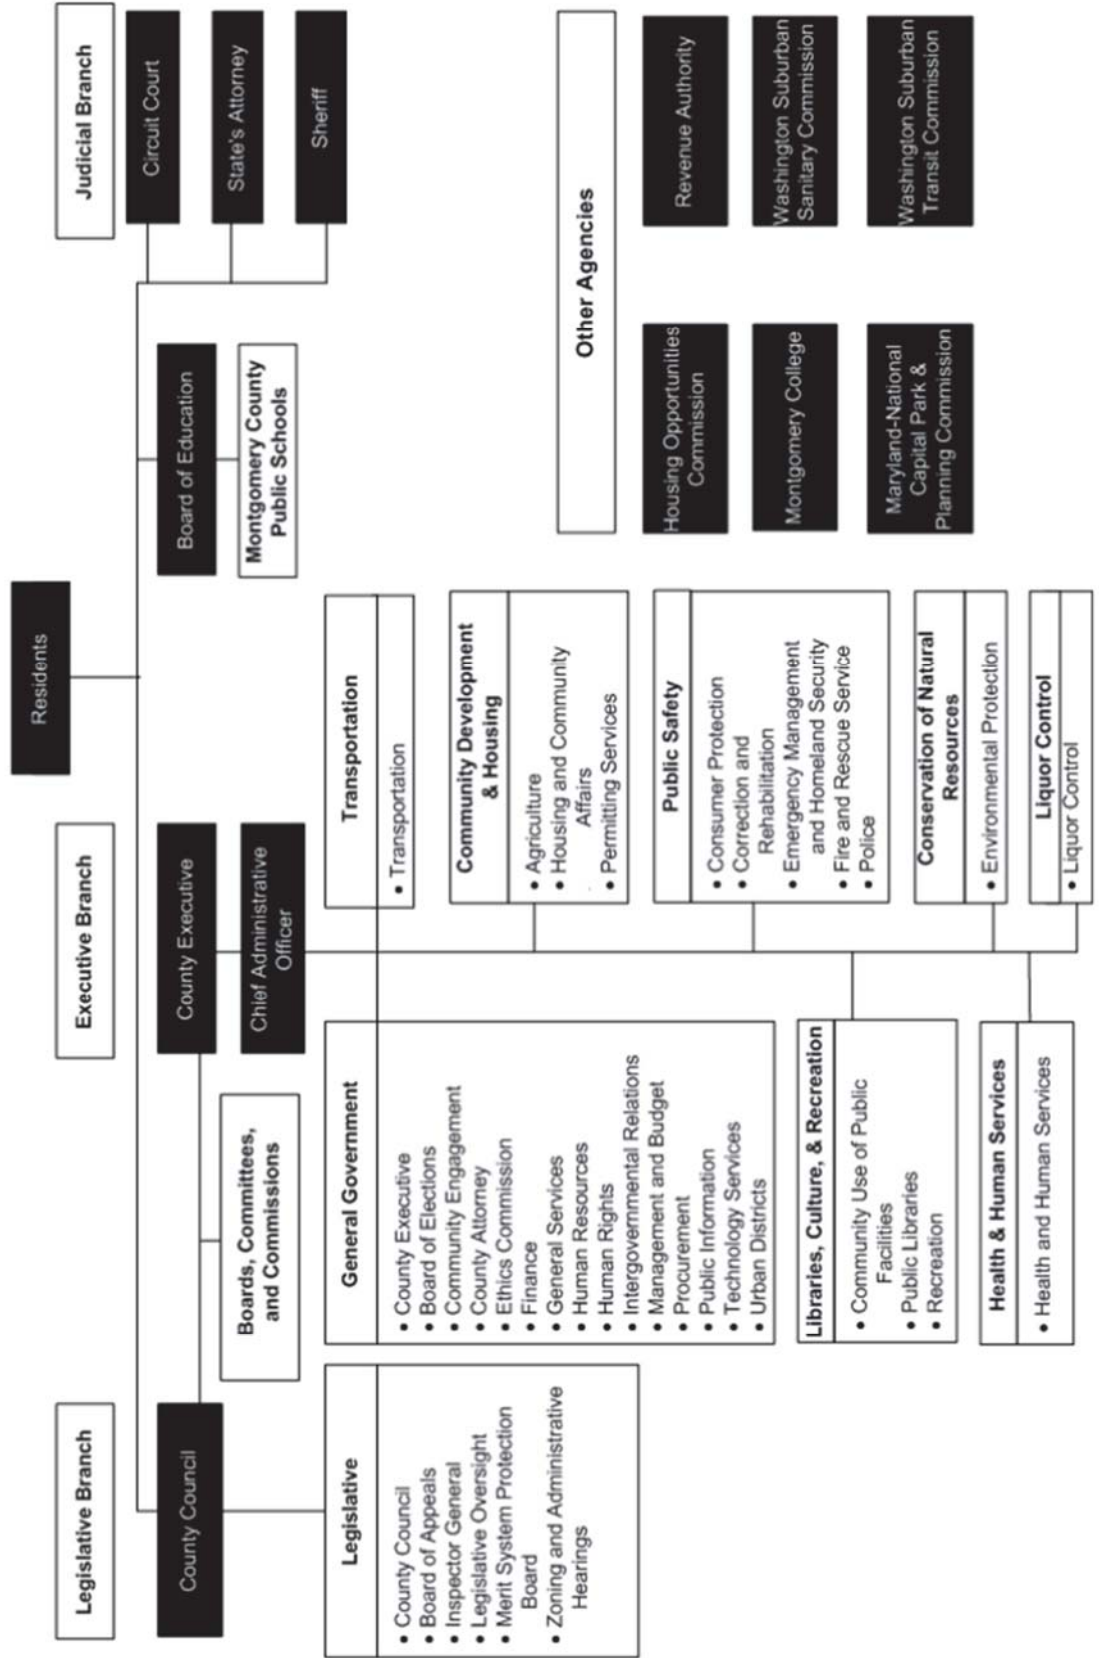 Residents
Legislative Branch
Executive Branch
Judicial Branch
County Council
County Executive
Board of Education
Circuit Court
Chief Administrative
Officer
Montgomery County
Public Schools
State's Attorney
Sheriff
Boards, Committees,
and Commissions
Legislative
• County Council
• Board of Appeals
• Inspector General
• Legislative Oversight
• Merit System Protection
Board
• Zoning and Administrative
Hearings
General Government
• County Executive
• Board of Elections
• Community Engagement
• County Attorney
• Ethics Commission
• Finance
• General Services
• Human Resources
• Human Rights
• Intergovernmental Relations
• Management and Budget
• Procurement
• Public Information
• Technology Services
• Urban Districts
Libraries, Culture, & Recreation
• Community Use of Public
Facilities
• Public Libraries
• Recreation
Health & Human Services
• Health and Human Services
Transportation
• Transportation
Community Development
& Housing
• Agriculture
• Housing and Community
Affairs
• Permitting Services
Public Safety
• Consumer Protection
• Correction and
Rehabilitation
• Emergency Management
and Homeland Security
• Fire and Rescue Service
• Police
Conservation of Natural
Resources
• Environmental Protection
Liquor Control
• Liquor Control
Other Agencies
Housing Opportunities
Commission
Revenue Authority
Montgomery College
Washington Suburban
Sanitary Commission
Maryland-National
Capital Park &
Planning Commission
Washington Suburban
Transit Commission